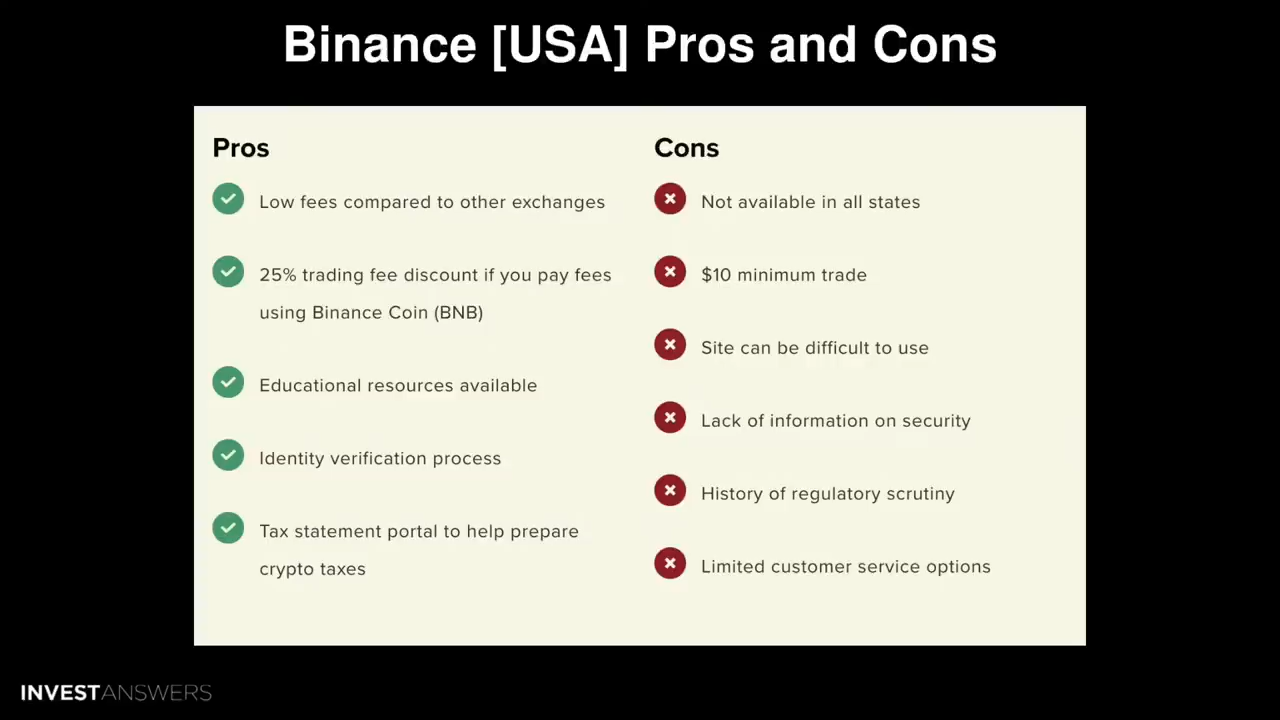 Binance [USA] Pros and Cons
Pros
Low fees compared to other exchanges
25% trading fee discount if you pay fees
using Binance Coin (BNB)
Educational resources available
Identity verification process
Tax statement portal to help prepare
crypto taxes
Cons
Not available in all states
$10 minimum trade
Site can be difficult to use
Lack of information on security
History of regulatory scrutiny
Limited customer service options
INVESTANSWERS